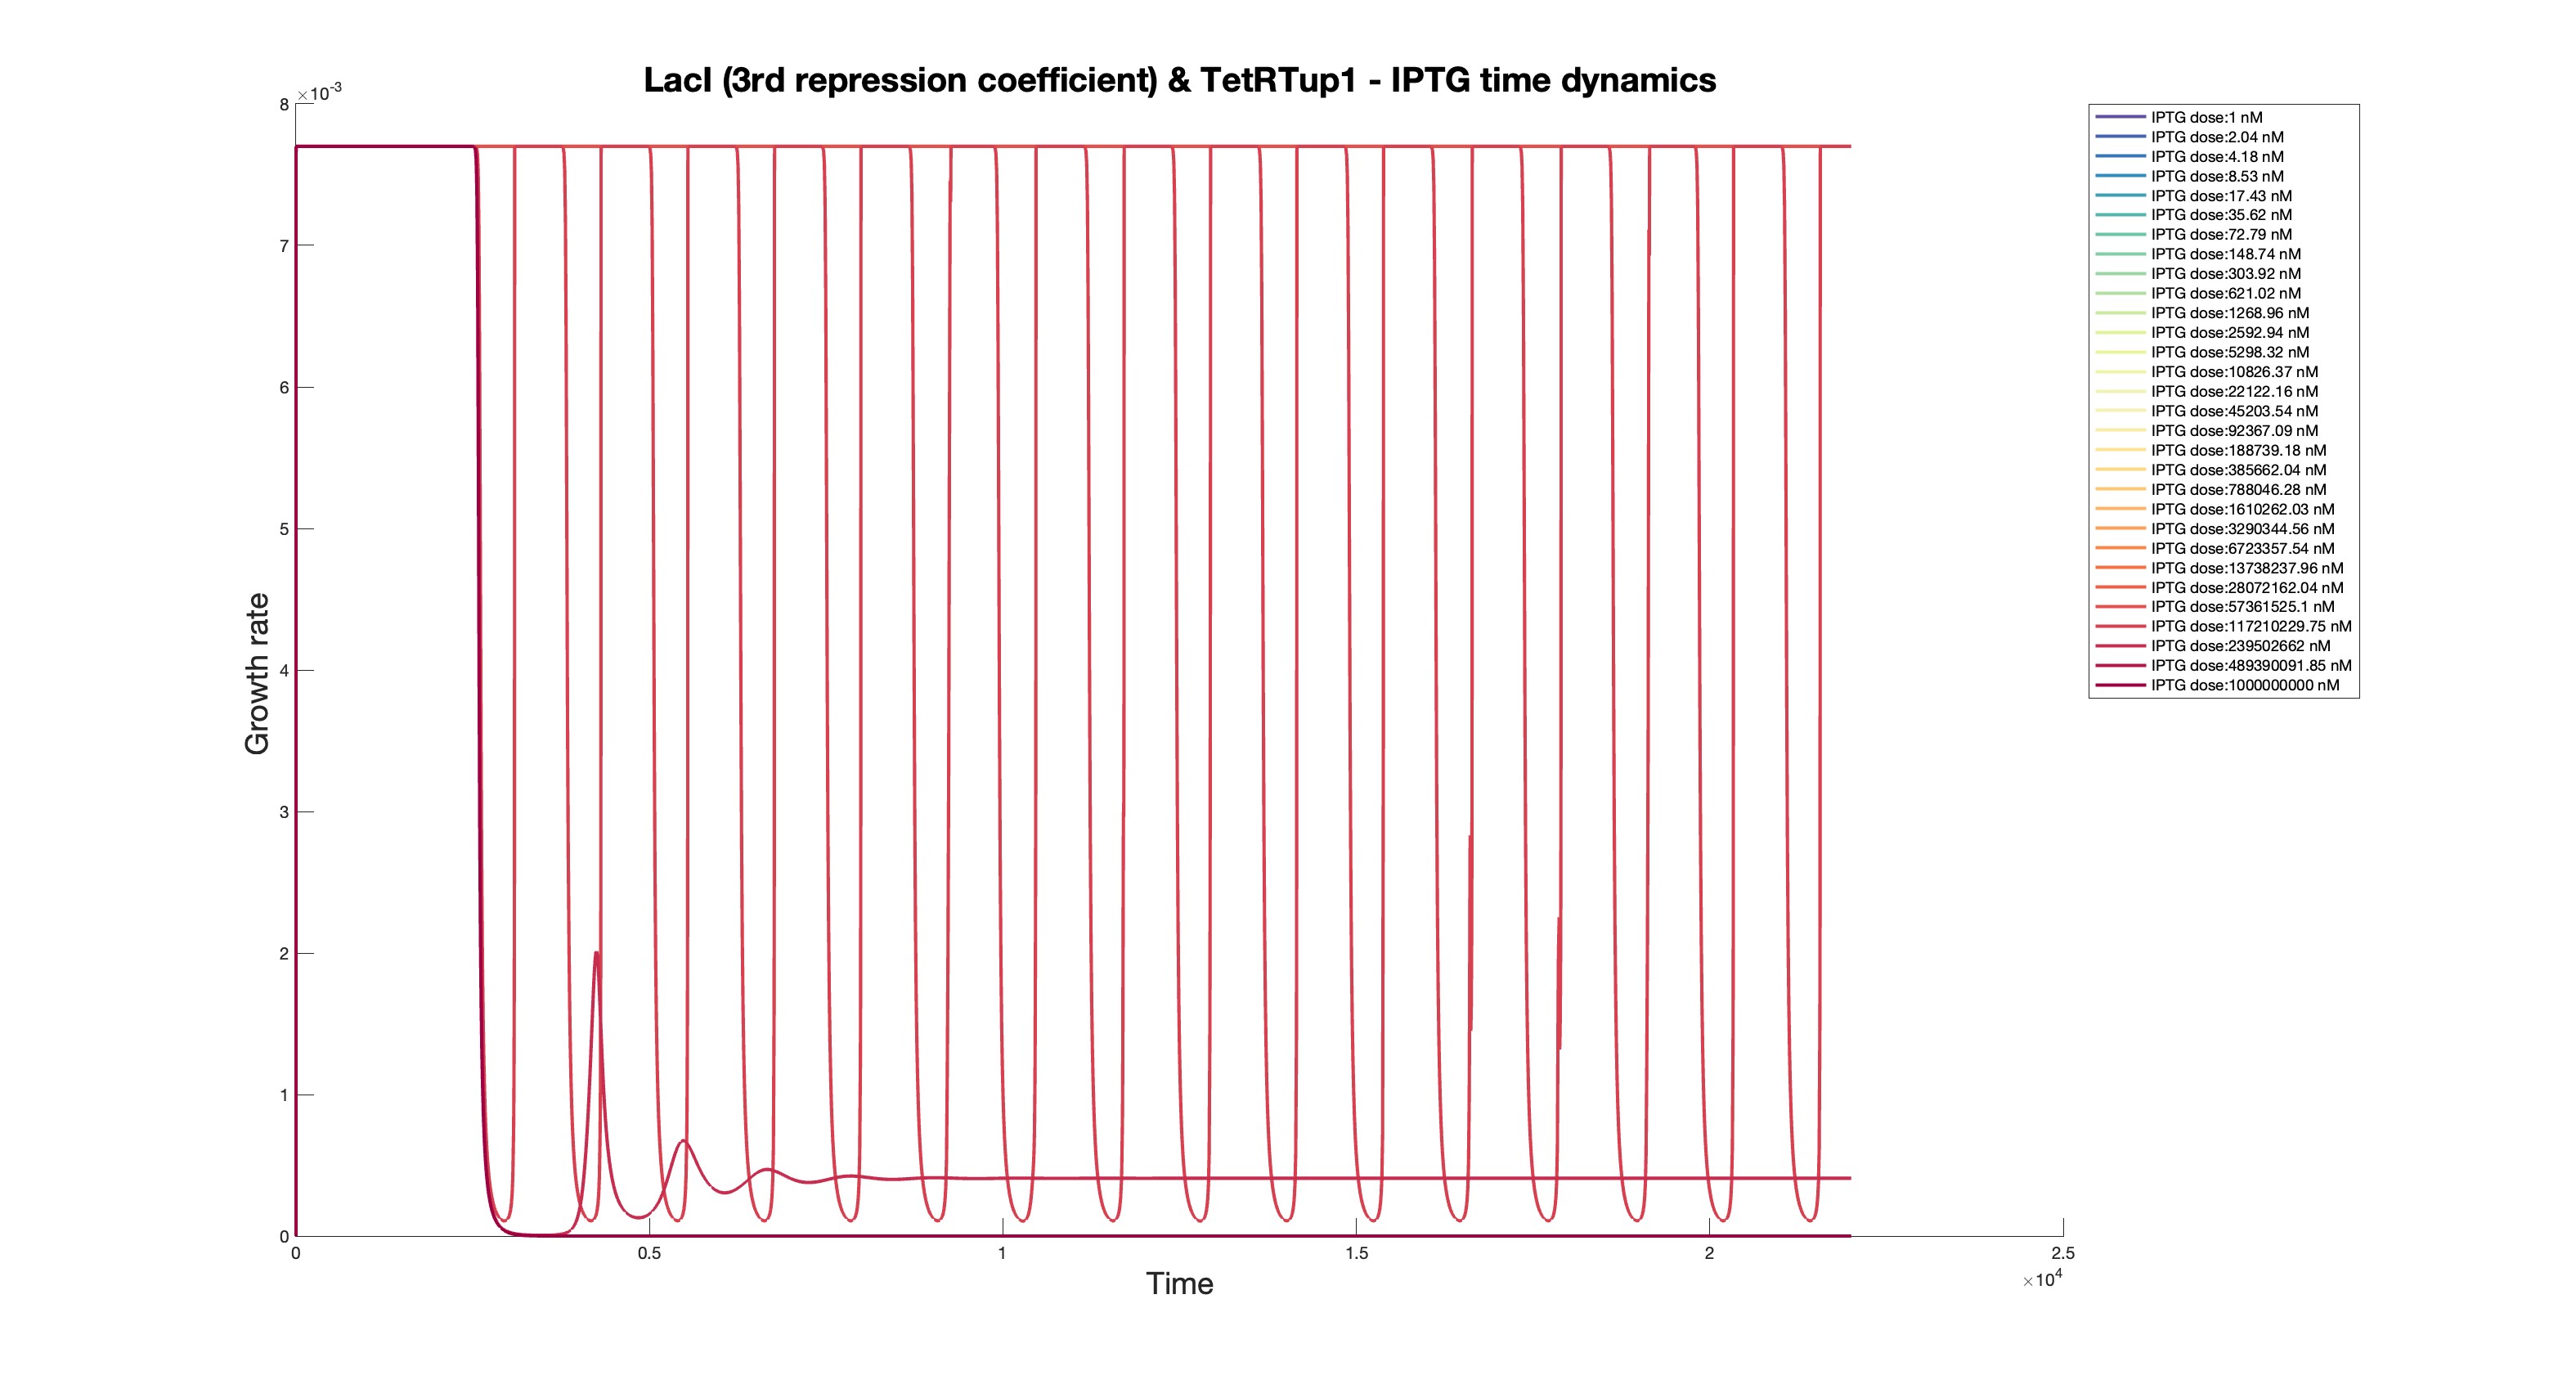 LacI (3rd repression coefficient) & TetRTup1 - IPTG time dynamics
×10-3
8
7
6
5
4
3
2
1
0
Growth rate
0 0.5 1 1.5 2 2.5
×104
Time
IPTG dose:1 nM
IPTG dose:2.04 nM
IPTG dose:4.18 nM
IPTG dose:8.53 nM
IPTG dose:17.43 nM
IPTG dose:35.62 nM
IPTG dose:72.79 nM
IPTG dose:148.74 nM
IPTG dose:303.92 nM
IPTG dose:621.02 nM
IPTG dose:1268.96 nM
IPTG dose:2592.94 nM
IPTG dose:5298.32 nM
IPTG dose:10826.37 nM
IPTG dose:22122.16 nM
IPTG dose:45203.54 nM
IPTG dose:92367.09 nM
IPTG dose:188739.18 nM
IPTG dose:385662.04 nM
IPTG dose:788046.28 nM
IPTG dose:1610262.03 nM
IPTG dose:3290344.56 nM
IPTG dose:6723357.54 nM
IPTG dose:13738237.96 nM
IPTG dose:28072162.04 nM
IPTG dose:57361525.1 nM
IPTG dose:117210229.75 nM
IPTG dose:239502662 nM
IPTG dose:489390091.85 nM
IPTG dose:1000000000 nM